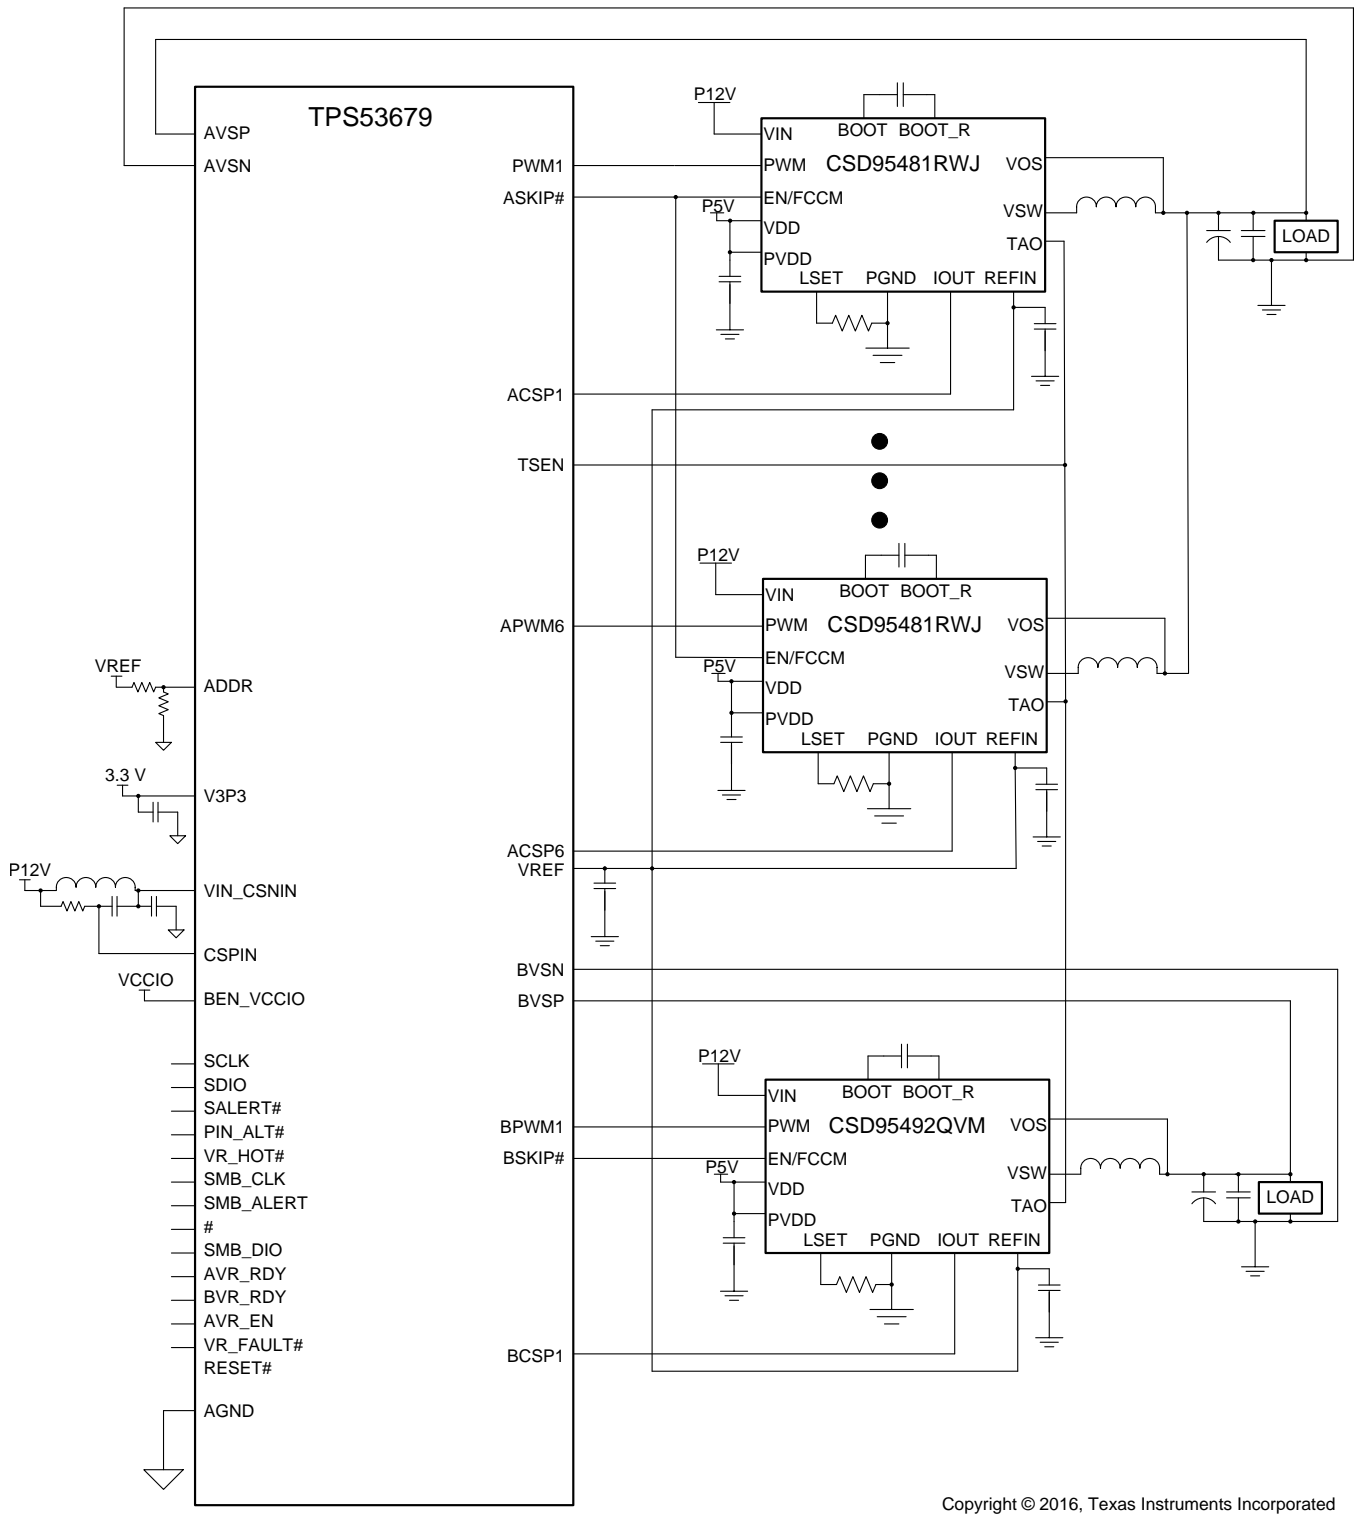 TPS53679
AVSP
AVSN
ADDR
VREF
3.3 V
V3P3
P12V
VIN_CSNIN
CSPIN
VCCIO
BEN_VCCIO
SCLK
SDIO
SALERT#
PIN_ALT#
VR_HOT#
SMB_CLK
SMB_ALERT
#
SMB_DIO
AVR_RDY
BVR_RDY
AVR_EN
VR_FAULT#
RESET#
AGND
PWM1
ASKIP#
ACSP1
TSEN
APWM6
ACSP6
VREF
BVSN
BVSP
BPWM1
BSKIP#
BCSP1
P12V
BOOT BOOT_R
VIN
CSD95481RWJ
PWM
VOS
EN/FCCM
P5V
VSW
VDD
TAO
PVDD
LSET PGND IOUT REFIN
LOAD
P12V
BOOT BOOT_R
VIN
CSD95481RWJ
PWM
VOS
EN/FCCM
P5V
VSW
VDD
TAO
PVDD
LSET PGND IOUT REFIN
P12V
BOOT BOOT_R
VIN
CSD95492QVM
PWM
VOS
EN/FCCM
P5V
VSW
VDD
TAO
PVDD
LSET PGND IOUT REFIN
LOAD
Copyright © 2016, Texas Instruments Incorporated